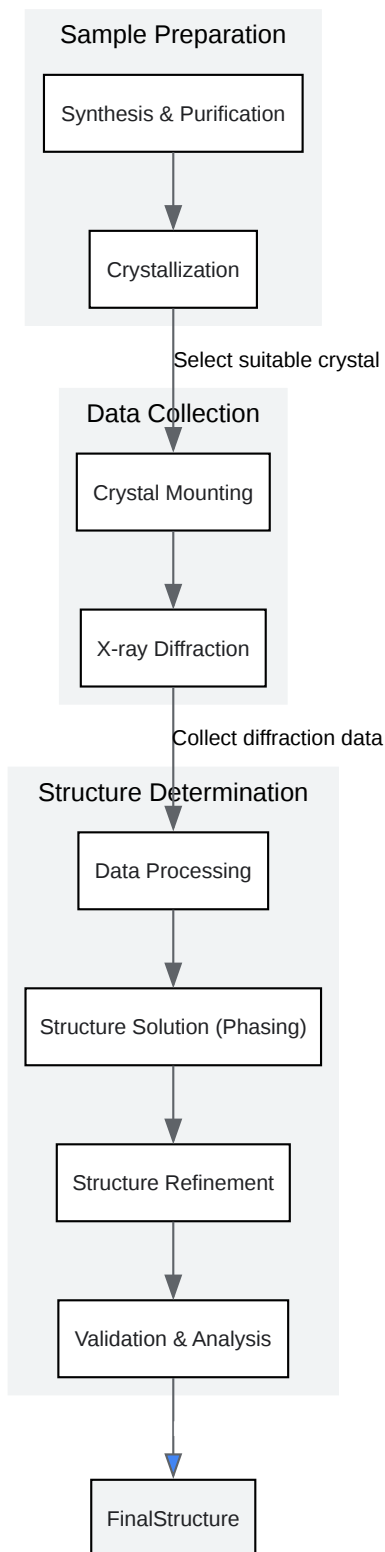 Sample Preparation
Synthesis & Purification
Crystallization
Select suitable crystal
Data Collection
Crystal Mounting
X-ray Diffraction
Collect diffraction data
Structure Determination
Data Processing
Structure Solution (Phasing)
Structure Refinement
Validation & Analysis
FinalStructure